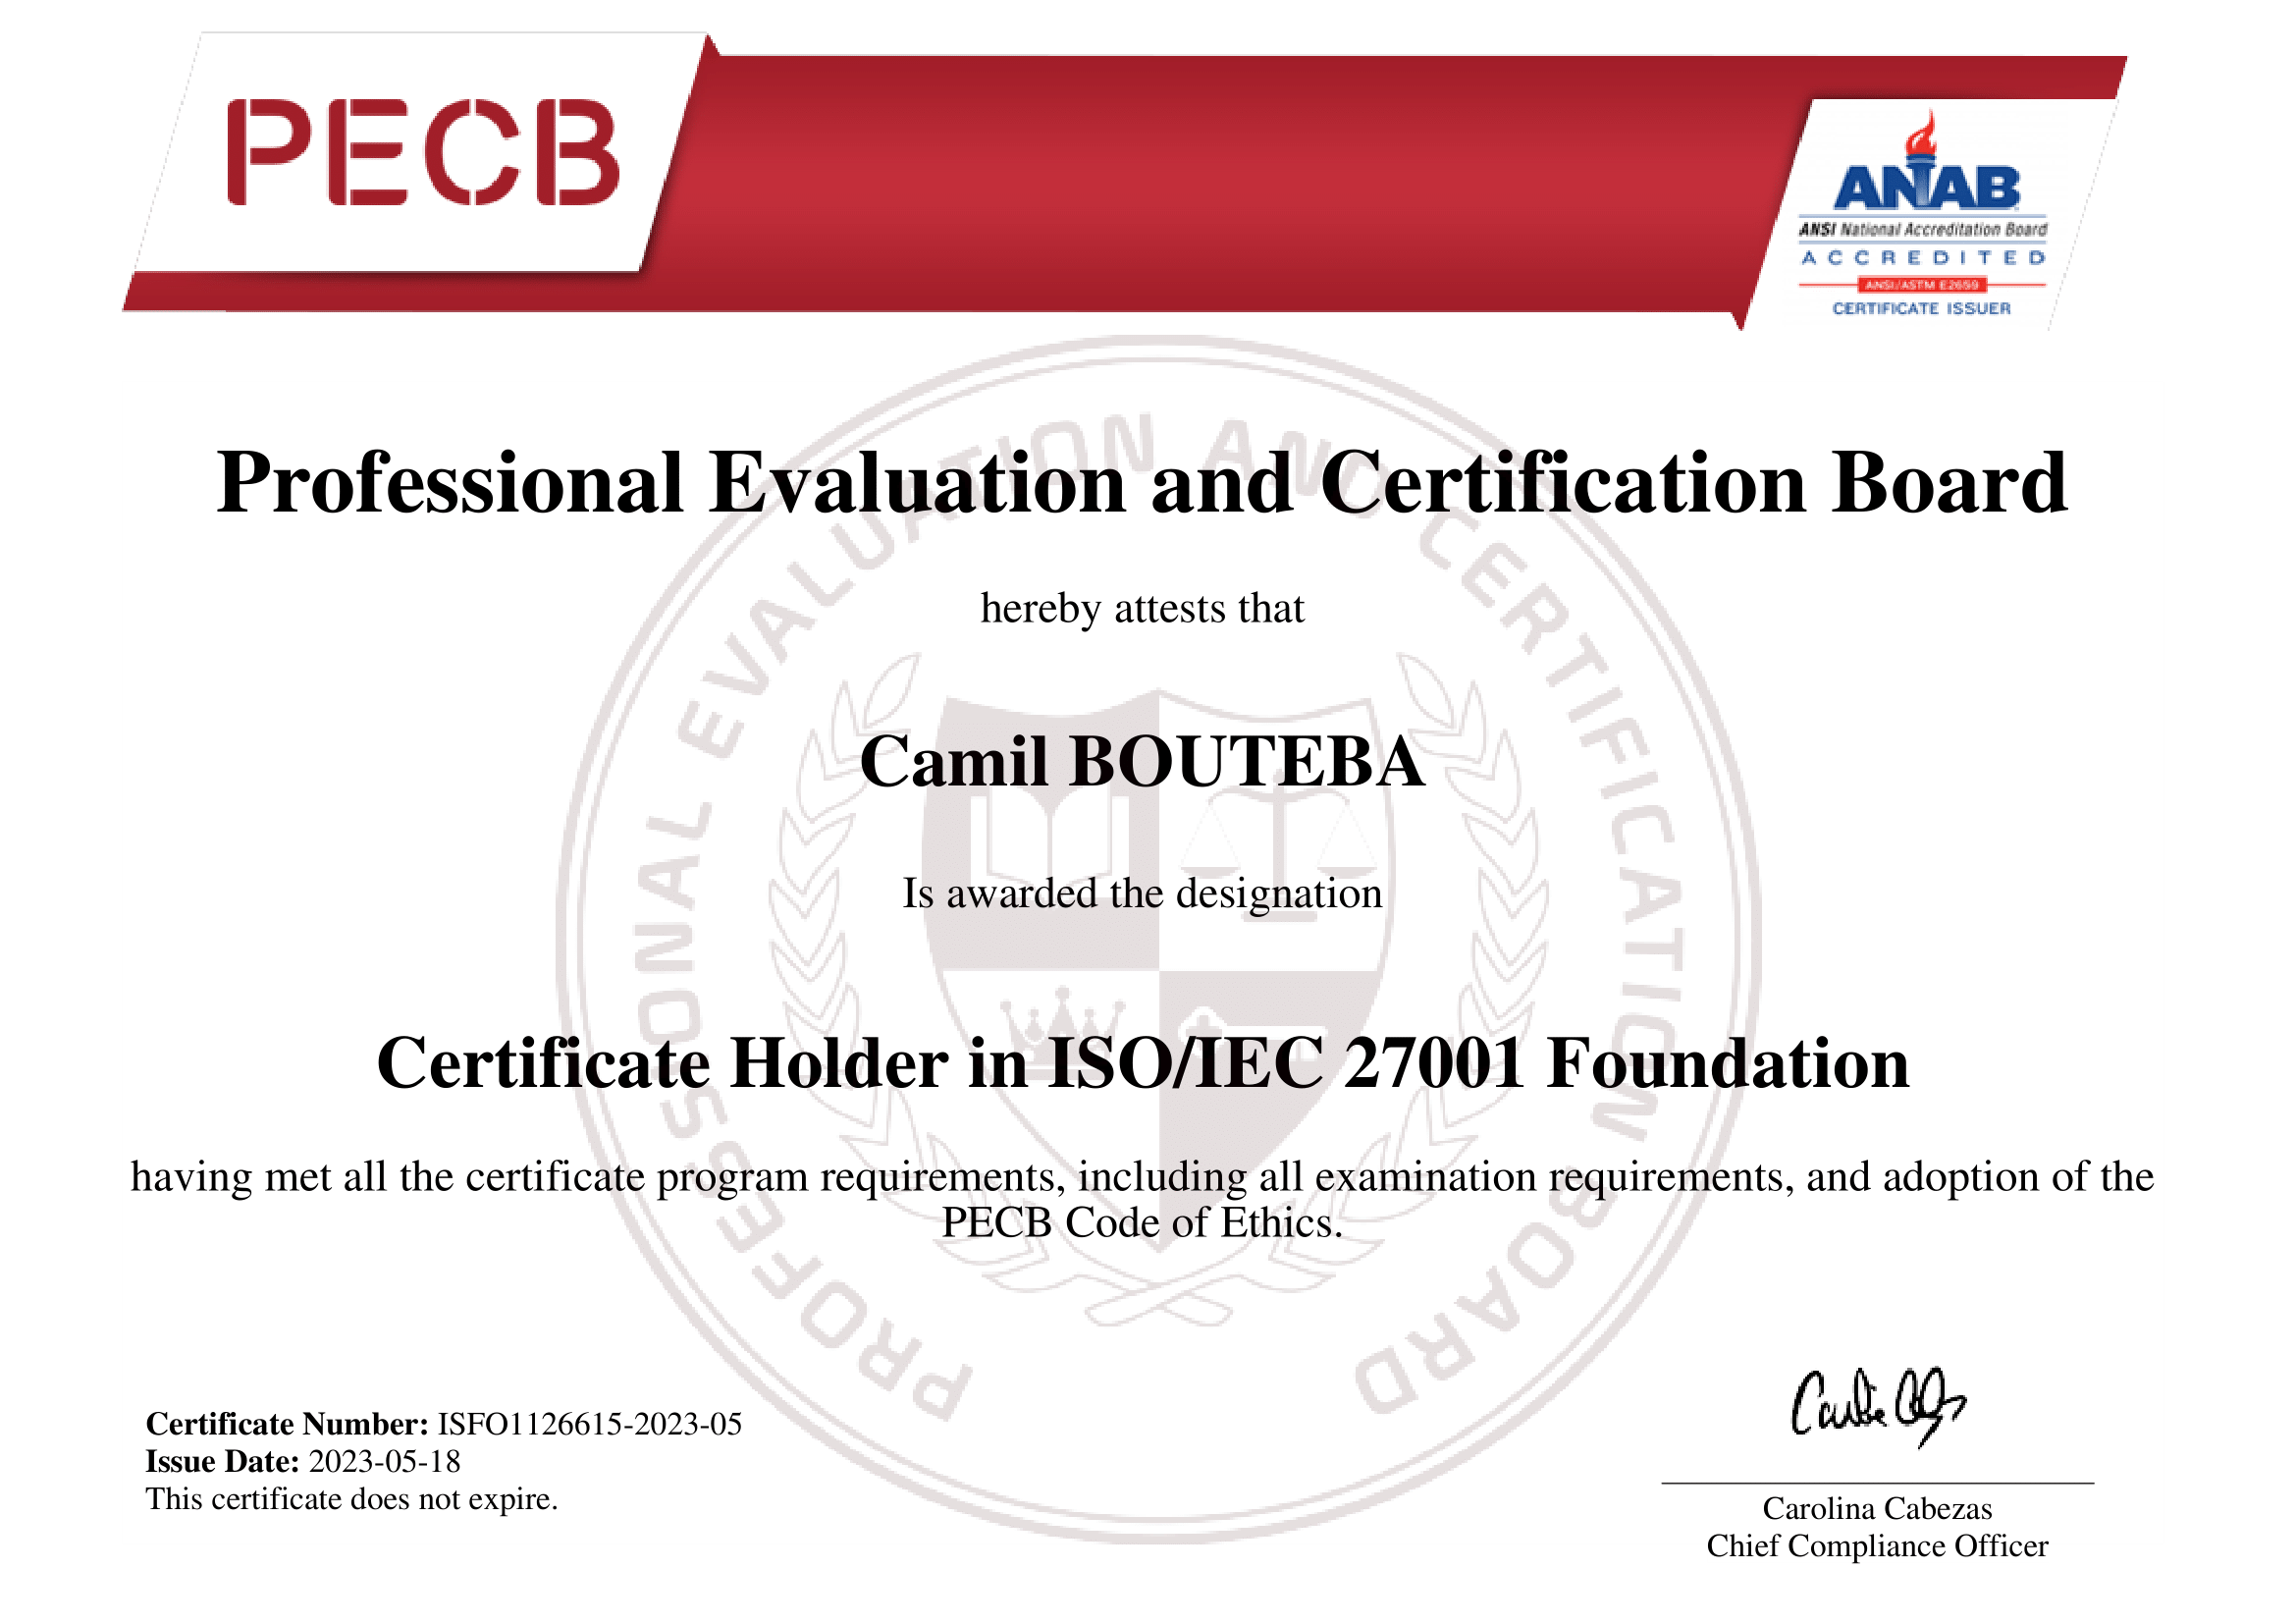 PECB
ANAB
ANSI National Accreditation Board
ACCREDITED
ANSI/ASTM E2659
CERTIFICATE ISSUER
PROFESSIONAL EVALUATION AND CERTIFICATION BOARD
Professional Evaluation and Certification Board
hereby attests that
Camil BOUTEBA
Is awarded the designation
Certificate Holder in ISO/IEC 27001 Foundation
having met all the certificate program requirements, including all examination requirements, and adoption of the
PECB Code of Ethics.
Certificate Number: ISFO1126615-2023-05
Issue Date: 2023-05-18
This certificate does not expire.
Carolina Cabezas
Chief Compliance Officer